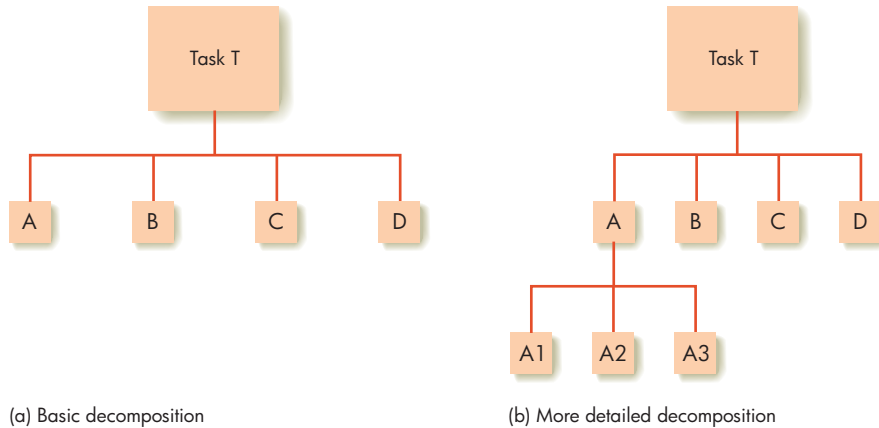 Task T
A
B
C
D
(a) Basic decomposition
Task T
A
B
C
D
A1
A2
A3
(b) More detailed decomposition